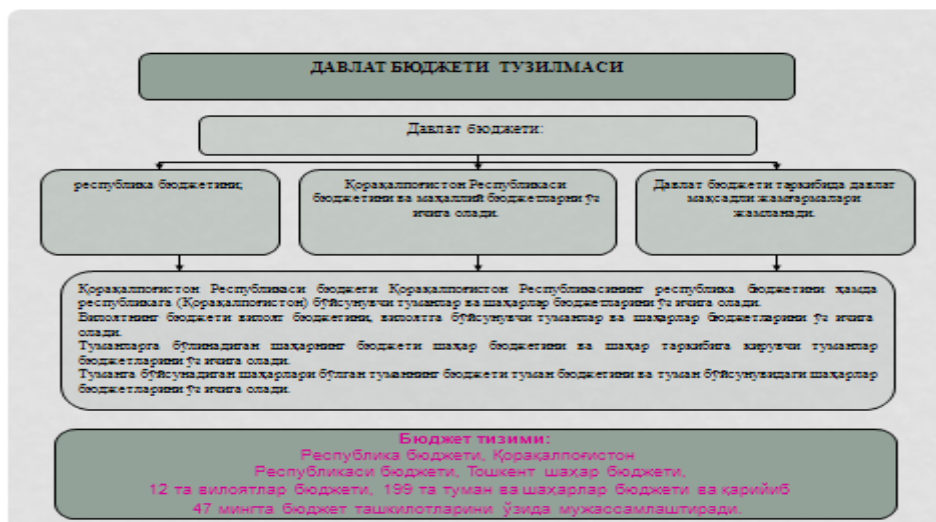 ДАВЛАТ БЮДЖЕТИ ТУЗИЛМАСИ
Давлат бюджети:
республика бюджетини;
Қорақалпоғистон Республикаси
бюджетини ва маҳаллий бюджетларни ўз
ичига олади.
Давлат бюджети таркибида давлат
мақсадли жамғармалари
жамланади.
Қорақалпоғистон Республикаси бюджети Қорақалпоғистон Республикасининг республика бюджетини ҳамда
республикага (Қорақалпоғистон) бўйсунувчи туманлар ва шаҳарлар бюджетларини ўз ичига олади.
Вилоятнинг бюджети вилоят бюджетини, вилоятга бўйсунувчи туманлар ва шаҳарлар бюджетларини ўз ичига
олади.
Туманларга бўлинадиган шаҳарнинг бюджети шаҳар бюджетини ва шаҳар таркибига кирувчи туманлар
бюджетларини ўз ичига олади.
Туманга бўйсунадиган шаҳарлари бўлган туманнинг бюджети туман бюджетини ва туман бўйсунувидаги шаҳарлар
бюджетларини ўз ичига олади.
Бюджет тизими:
Республика бюджети, Қорақалпоғистон
Республикаси бюджети, Тошкент шаҳар бюджети,
12 та вилоятлар бюджети, 199 та туман ва шаҳарлар бюджети ва қарийиб
47 мингта бюджет ташкилотларини ўзида мужассамлаштиради.